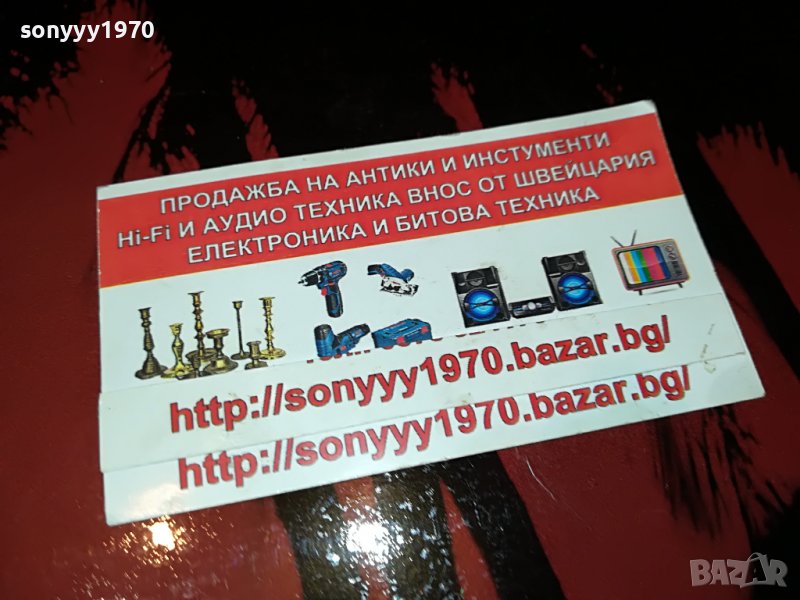 sonyyy1970
ПРОДАЖБА НА АНТИКИ И ИНСТУМЕНТИ
Hi-Fi И АУДИО ТЕХНИКА ВНОС ОТ ШВЕЙЦАРИЯ
ЕЛЕКТРОНИКА И БИТОВА ТЕХНИКА
http://sonyyy1970.bazar.bg/
http://sonyyy1970.bazar.bg/
BAZAR